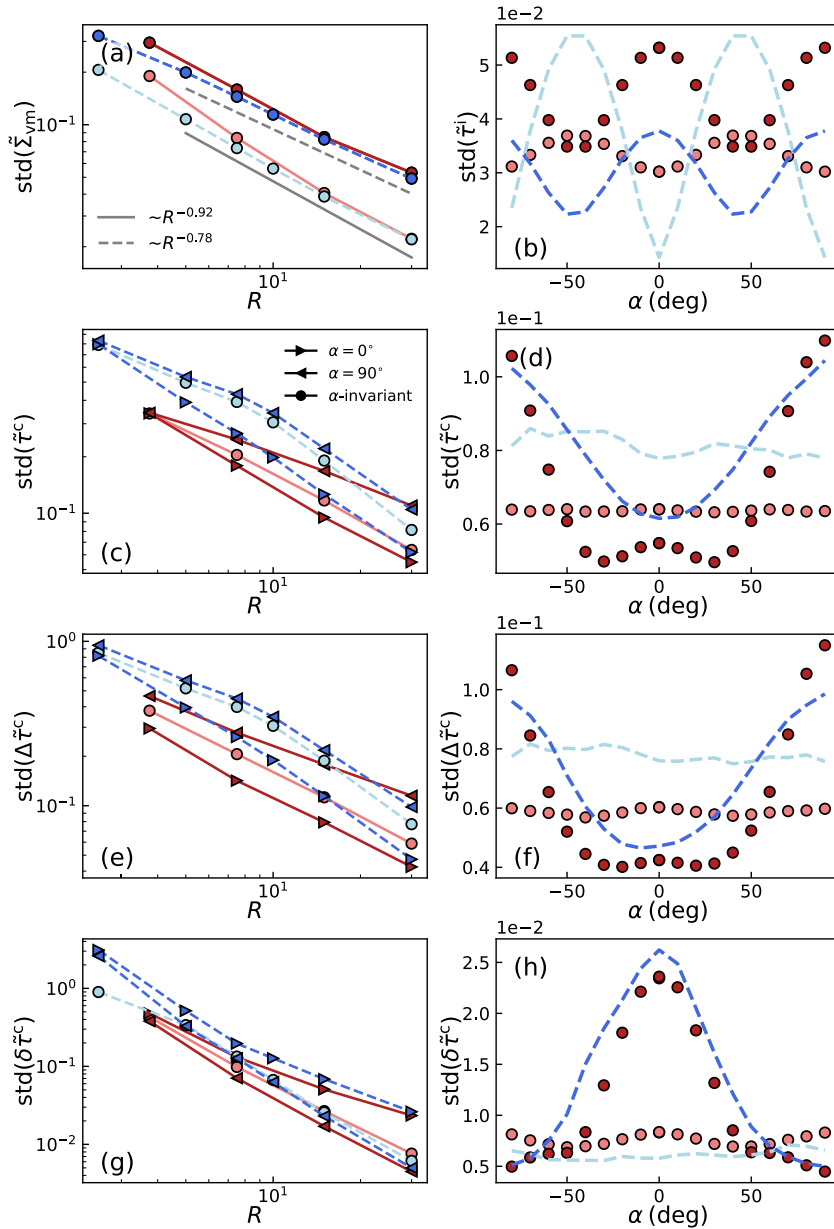 (a)
10⁻¹
std(Σ̃ᵥₘ)
~R⁻⁰·⁹²
~R⁻⁰·⁷⁸
10¹
R
1e−2
5
4
3
2
std(τ̃ⁱ)
(b)
−50
0
50
α (deg)
α = 0°
α = 90°
α-invariant
10⁻¹
std(τ̃ᶜ)
(c)
10¹
R
1e−1
(d)
1.0
0.8
0.6
std(τ̃ᶜ)
−50
0
50
α (deg)
10⁰
10⁻¹
std(Δτ̃ᶜ)
(e)
10¹
R
1e−1
1.0
0.8
0.6
0.4
std(Δτ̃ᶜ)
(f)
−50
0
50
α (deg)
10⁰
10⁻¹
10⁻²
std(δτ̃ᶜ)
(g)
10¹
R
1e−2
(h)
2.5
2.0
1.5
1.0
0.5
std(δτ̃ᶜ)
−50
0
50
α (deg)